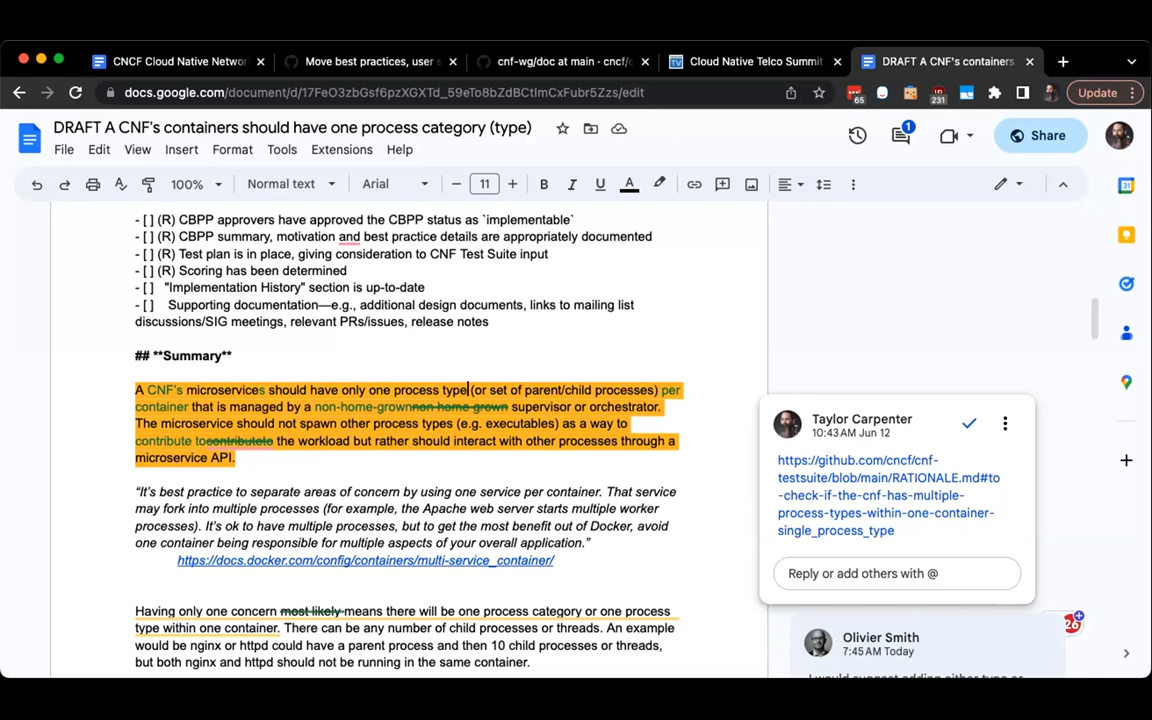 CNCF Cloud Native Networ
Move best practices, user s
cnf-wg/doc at main · cncf/c
Cloud Native Telco Summit
DRAFT A CNF's containers
docs.google.com/document/d/17FeO3zbGsf6pzXGXTd_59eTo8bZdBCtImCxFubr5Zzs/edit
65
231
Update
DRAFT A CNF's containers should have one process category (type)
1
Share
File Edit View Insert Format Tools Extensions Help
100% Normal text Arial 11 B I U A
- [ ] (R) CBPP approvers have approved the CBPP status as `implementable`
- [ ] (R) CBPP summary, motivation and best practice details are appropriately documented
- [ ] (R) Test plan is in place, giving consideration to CNF Test Suite input
- [ ] (R) Scoring has been determined
- [ ] "Implementation History" section is up-to-date
- [ ] Supporting documentation—e.g., additional design documents, links to mailing list
discussions/SIG meetings, relevant PRs/issues, release notes
## **Summary**
A CNF's microservices should have only one process type (or set of parent/child processes) per
container that is managed by a non-home-grownnon home grown supervisor or orchestrator.
The microservice should not spawn other process types (e.g. executables) as a way to
contribute tocontributeto the workload but rather should interact with other processes through a
microservice API.
“It’s best practice to separate areas of concern by using one service per container. That service
may fork into multiple processes (for example, the Apache web server starts multiple worker
processes). It’s ok to have multiple processes, but to get the most benefit out of Docker, avoid
one container being responsible for multiple aspects of your overall application.”
https://docs.docker.com/config/containers/multi-service_container/
Having only one concern most likely means there will be one process category or one process
type within one container. There can be any number of child processes or threads. An example
would be nginx or httpd could have a parent process and then 10 child processes or threads,
but both nginx and httpd should not be running in the same container.
Taylor Carpenter
10:43 AM Jun 12
https://github.com/cncf/cnf-
testsuite/blob/main/RATIONALE.md#to
-check-if-the-cnf-has-multiple-
process-types-within-one-container-
single_process_type
Reply or add others with @
26
Olivier Smith
7:45 AM Today
I would suggest adding either type or